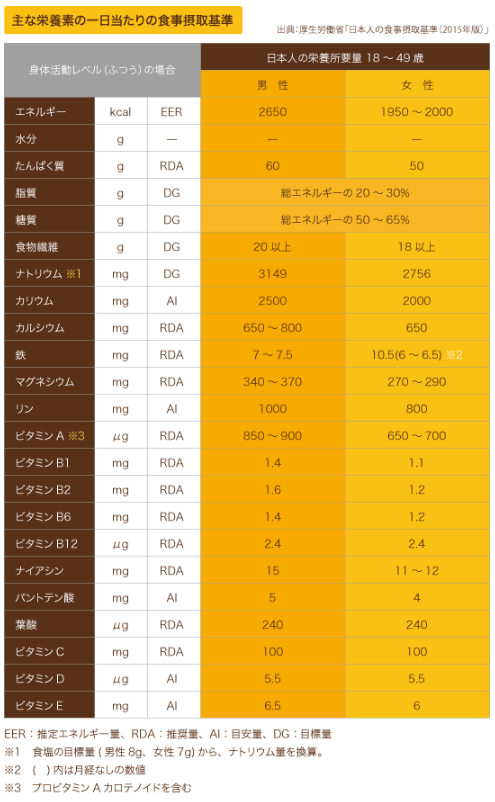 主な栄養素の一日当たりの食事摂取基準
出典：厚生労働省「日本人の食事摂取基準（2015年版）」
身体活動レベル（ふつう）の場合 日本人の栄養所要量 18 ～ 49 歳
男 性 女 性
エネルギー kcal EER 2650 1950 ～ 2000
水分 g ― ― ―
たんぱく質 g RDA 60 50
脂質 g DG 総エネルギーの 20 ～ 30%
糖質 g DG 総エネルギーの 50 ～ 65%
食物繊維 g DG 20 以上 18 以上
ナトリウム ※1 mg DG 3149 2756
カリウム mg AI 2500 2000
カルシウム mg RDA 650 ～ 800 650
鉄 mg RDA 7 ～ 7.5 10.5(6 ～ 6.5) ※2
マグネシウム mg RDA 340 ～ 370 270 ～ 290
リン mg AI 1000 800
ビタミン A ※3 μg RDA 850 ～ 900 650 ～ 700
ビタミン B1 mg RDA 1.4 1.1
ビタミン B2 mg RDA 1.6 1.2
ビタミン B6 mg RDA 1.4 1.2
ビタミン B12 μg RDA 2.4 2.4
ナイアシン mg RDA 15 11 ～ 12
パントテン酸 mg AI 5 4
葉酸 μg RDA 240 240
ビタミン C mg RDA 100 100
ビタミン D μg AI 5.5 5.5
ビタミン E mg AI 6.5 6
EER：推定エネルギー量、RDA：推奨量、AI：目安量、DG：目標量
※1 食塩の目標量 ( 男性 8g、女性 7g) から、ナトリウム量を換算。
※2 ( ) 内は月経なしの数値
※3 プロビタミン A カロテノイドを含む